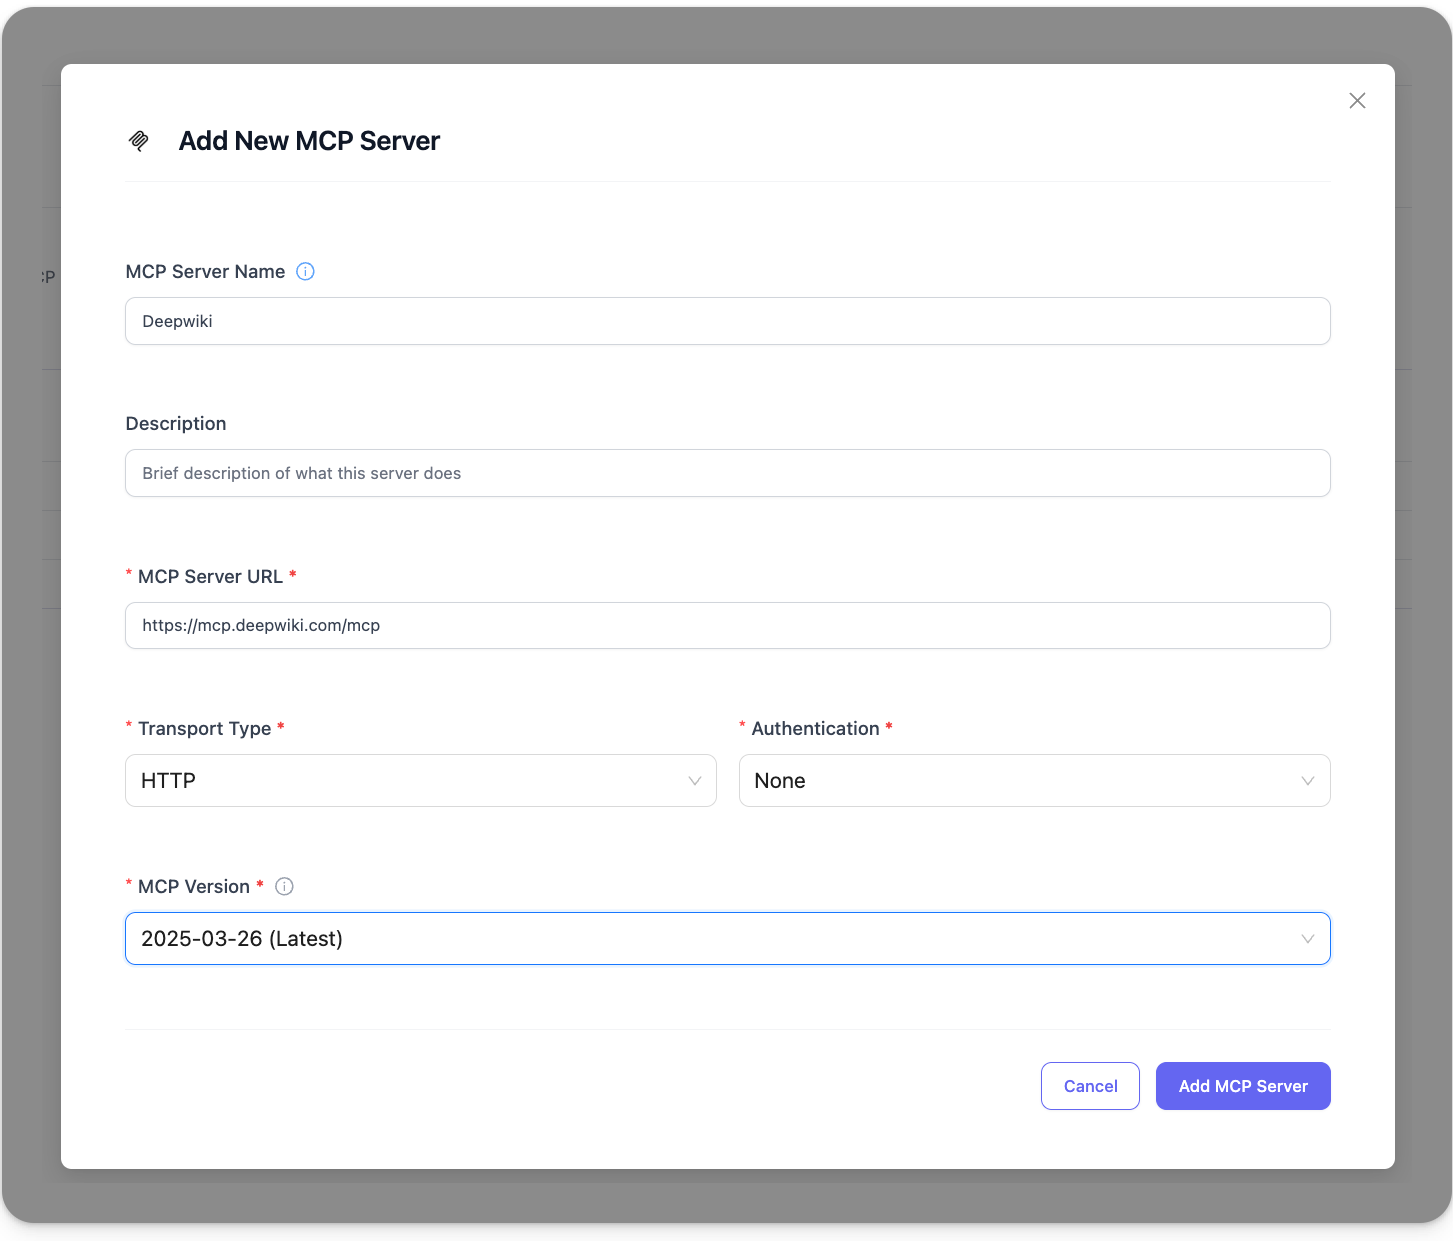 Add New MCP Server
MCP Server Name
CP
Deepwiki
Description
Brief description of what this server does
* MCP Server URL *
https://mcp.deepwiki.com/mcp
* Transport Type * * Authentication *
HTTP None
* MCP Version *
2025-03-26 (Latest)
Cancel Add MCP Server